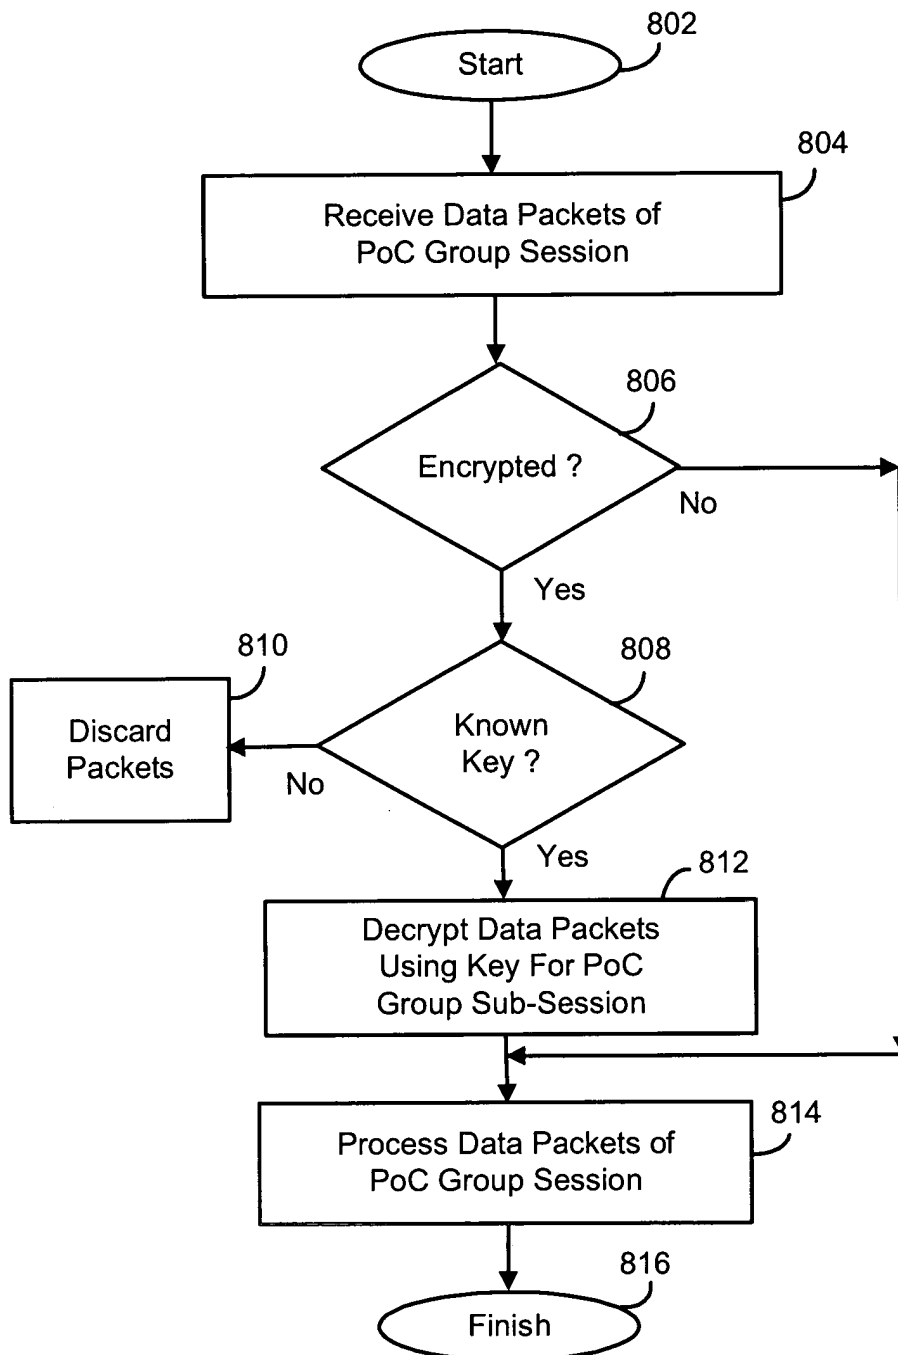 802
Start
804
Receive Data Packets of
PoC Group Session
806
Encrypted ?
No
Yes
810
808
Discard
Packets
Known
Key ?
No
Yes
812
Decrypt Data Packets
Using Key For PoC
Group Sub-Session
814
Process Data Packets of
PoC Group Session
816
Finish